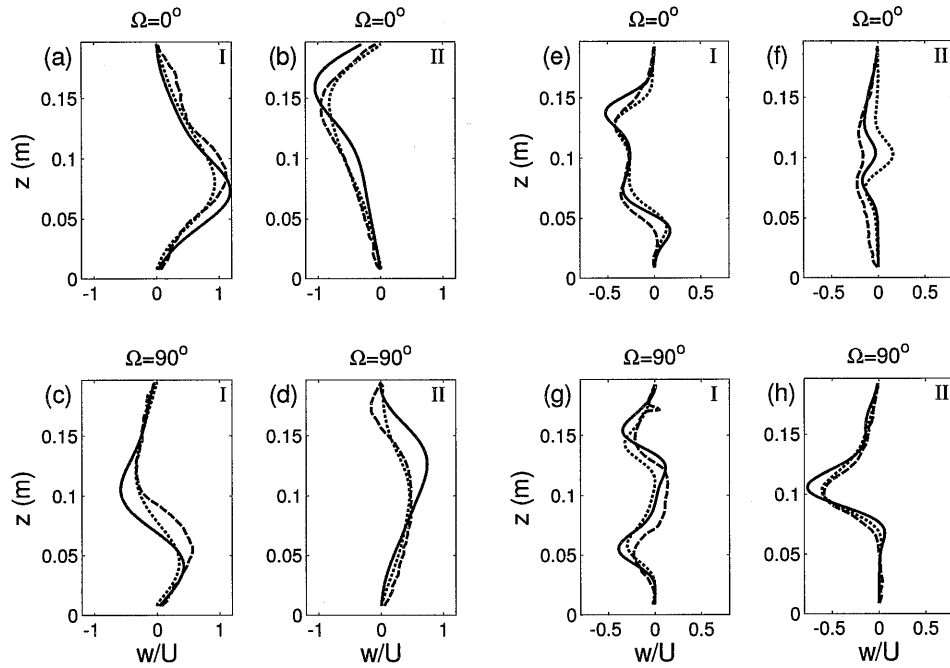 Ω=0° Ω=0° Ω=0° Ω=0°
(a) I (b) II (e) I (f) II
z (m) z (m)
0.15 0.15
0.1 0.1
0.05 0.05
0 0
-1 0 1 -1 0 1 -0.5 0 0.5 -0.5 0 0.5
w/U w/U w/U w/U
Ω=90° Ω=90° Ω=90° Ω=90°
(c) I (d) II (g) I (h) II
z (m) z (m)
0.15 0.15
0.1 0.1
0.05 0.05
0 0
-1 0 1 -1 0 1 -0.5 0 0.5 -0.5 0 0.5
w/U w/U w/U w/U